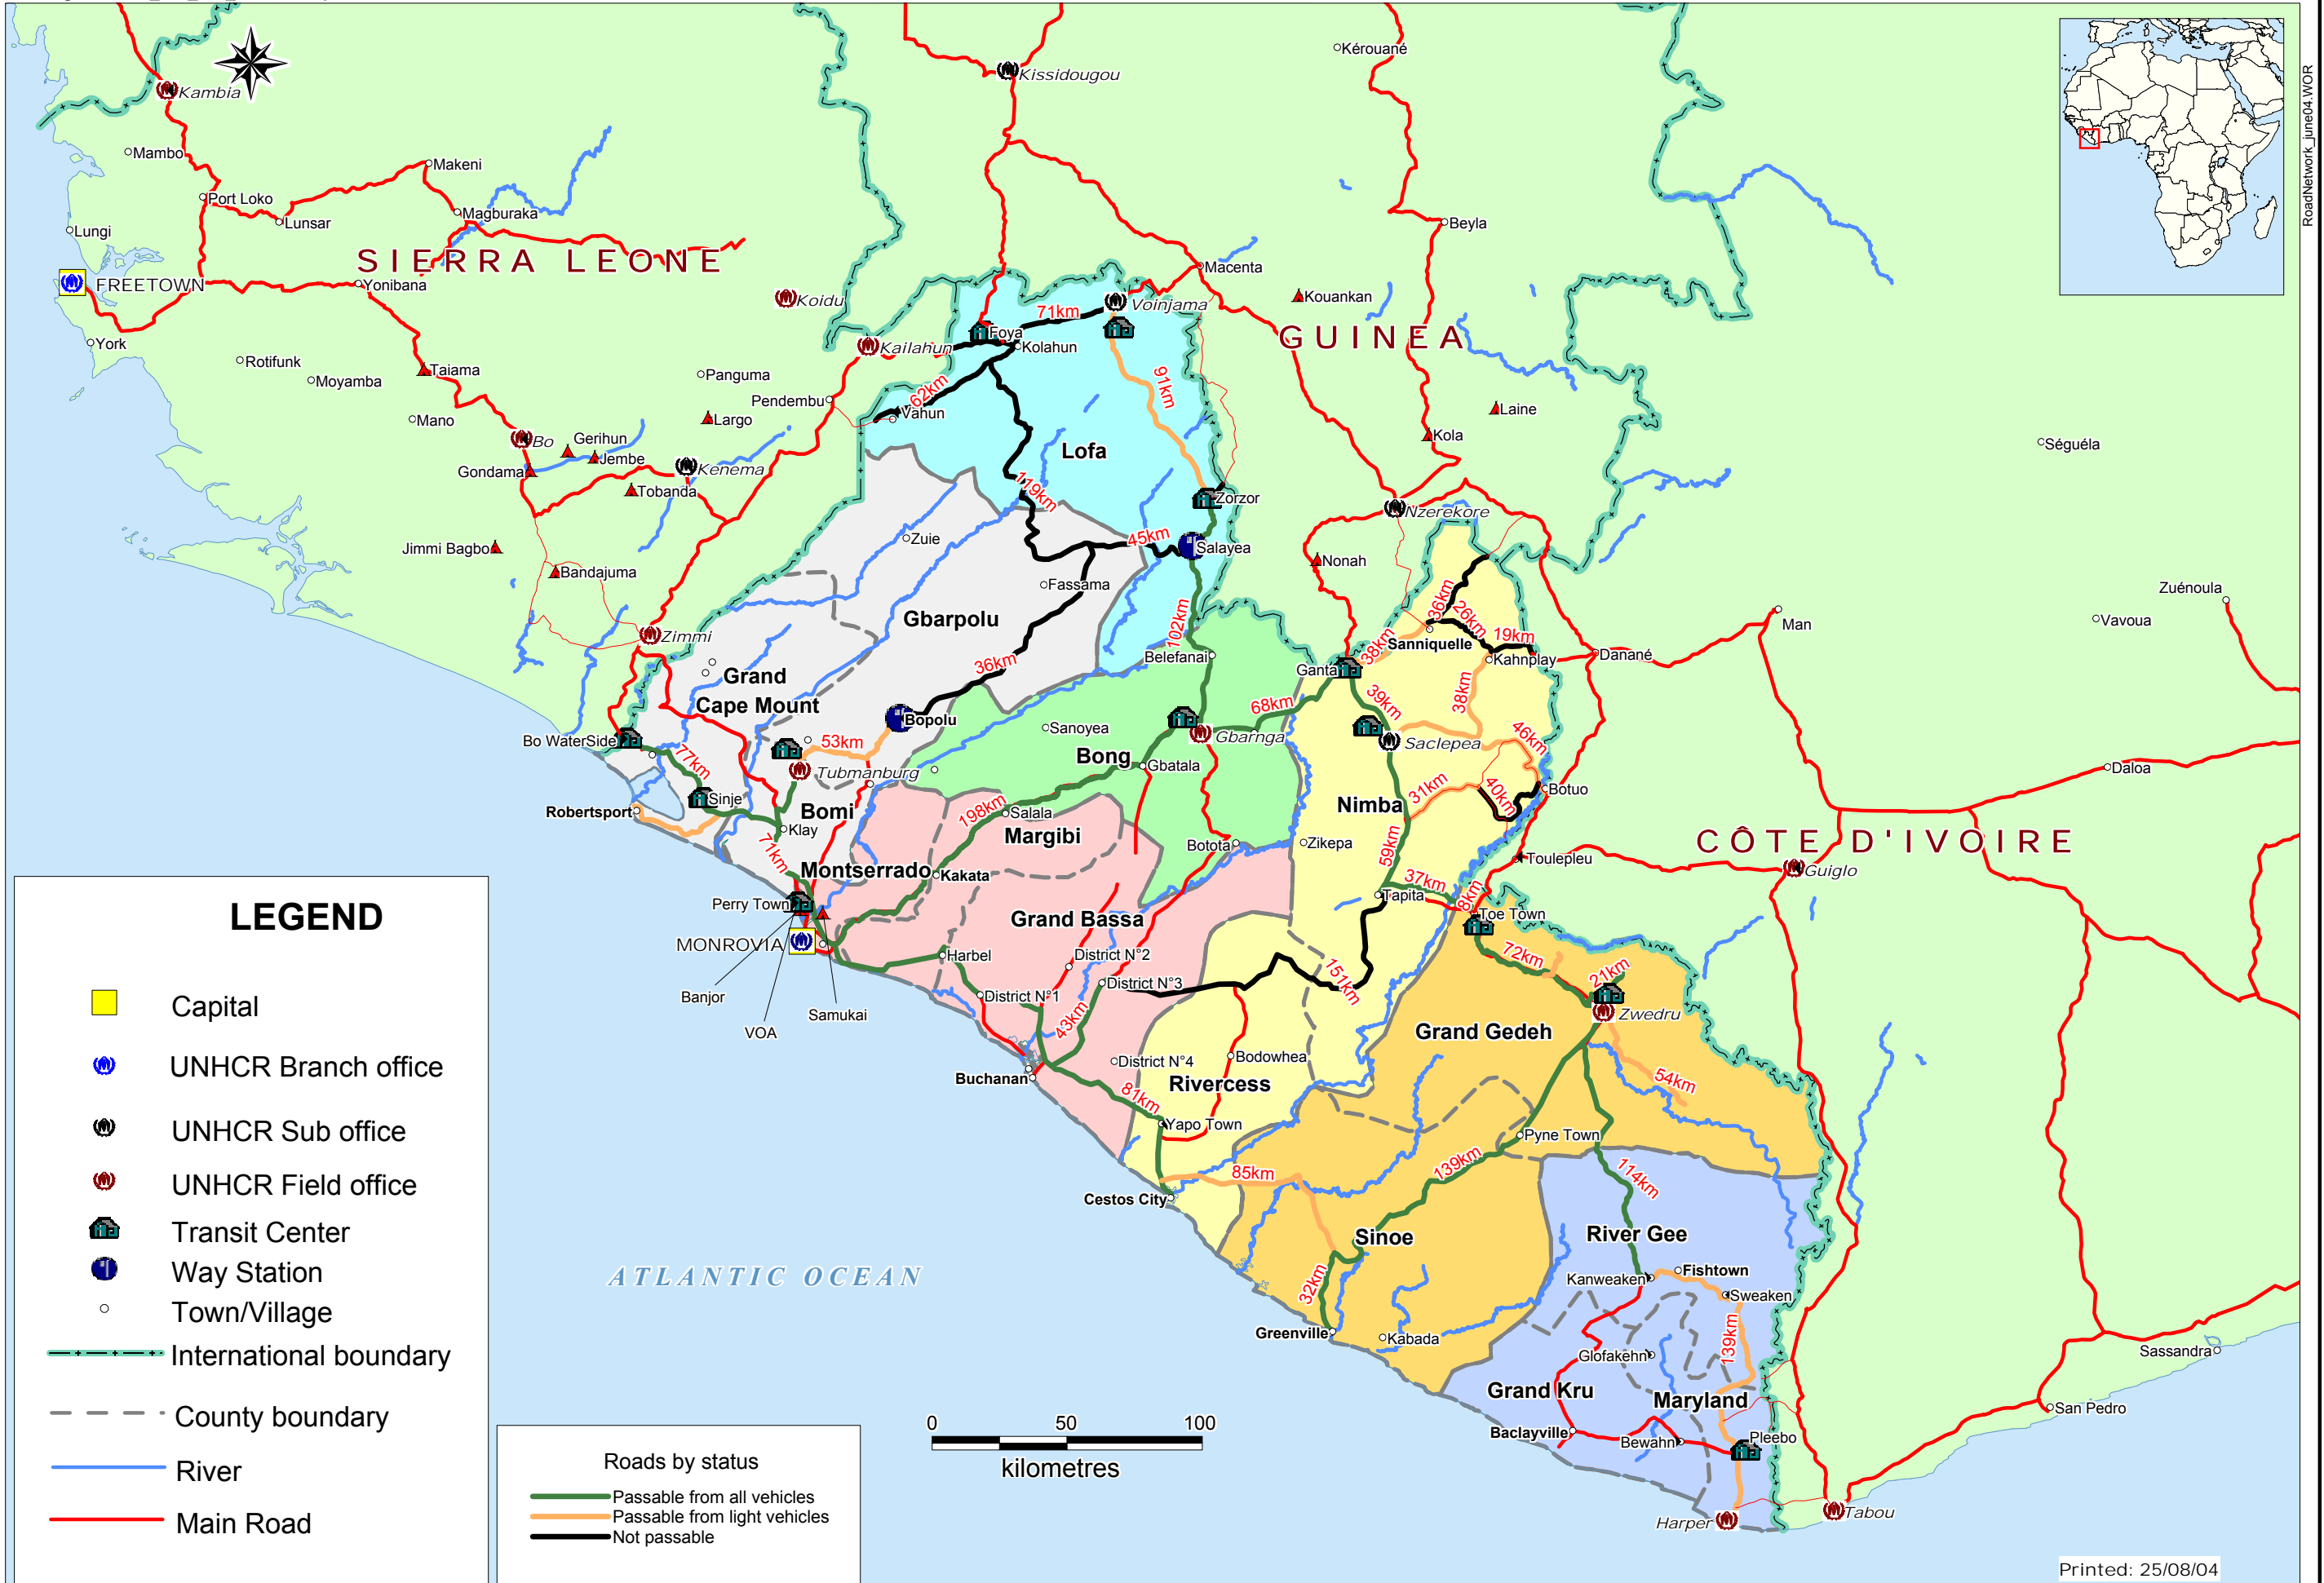 Kérouané
Kissidougou
Kambia
RoadNetwork_june04.WOR
Mambo
Makeni
Port Loko
Magburaka
Lunsar
Beyla
Lungi
SIERRA LEONE
Macenta
FREETOWN
Yonibana
Koidu
Kouankan
Voinjama
71km
GUINEA
York
Foya
Kolahun
Kailahun
Rotifunk
Moyamba
Taiama
Panguma
91km
62km
Pendembu
Vahun
Laine
Mano
Largo
Kola
Bo
Gerihun
Lofa
Séguéla
Jembe
Gondama
Kenema
Tobanda
119km
Zorzor
Nzerekore
Zuie
45km
Salayea
Jimmi Bagbo
Nonah
Bandajuma
Fassama
Zuénoula
36km
Gbarpolu
26km
Vavoua
Man
102km
Zimmi
19km
Sanniquelle
38km
Danané
Belefanai
Kahnplay
36km
Ganta
Grand
Cape Mount
38km
39km
68km
Bopolu
Sanoyea
Gbarnga
Saclepea
46km
Bo WaterSide
53km
Bong
77km
Tubmanburg
Gbatala
Daloa
31km
40km
Botuo
Sinje
Nimba
Robertsport
Bomi
198km
Salala
Klay
Margibi
CÔTE D'IVOIRE
71km
Botota
Zikepa
59km
Toulepleu
Montserrado
Kakata
Guiglo
37km
Tapita
8km
Perry Town
Grand Bassa
Toe Town
LEGEND
MONROVIA
Harbel
District N°2
72km
21km
151km
District N°3
Banjor
District N°1
Capital
Samukai
Zwedru
VOA
43km
Grand Gedeh
UNHCR Branch office
District N°4
Bodowhea
Buchanan
Rivercess
54km
81km
UNHCR Sub office
Yapo Town
Pyne Town
139km
85km
114km
UNHCR Field office
Cestos City
Transit Center
Sinoe
River Gee
Way Station
ATLANTIC OCEAN
Fishtown
Kanweaken
32km
Sweaken
Town/Village
Greenville
Kabada
139km
International boundary
Glofakehn
Sassandra
Grand Kru
Maryland
County boundary
0 50 100
San Pedro
Baclayville
Bewahn
Pleebo
kilometres
River
Roads by status
Passable from all vehicles
Passable from light vehicles
Not passable
Main Road
Harper
Tabou
Printed: 25/08/04